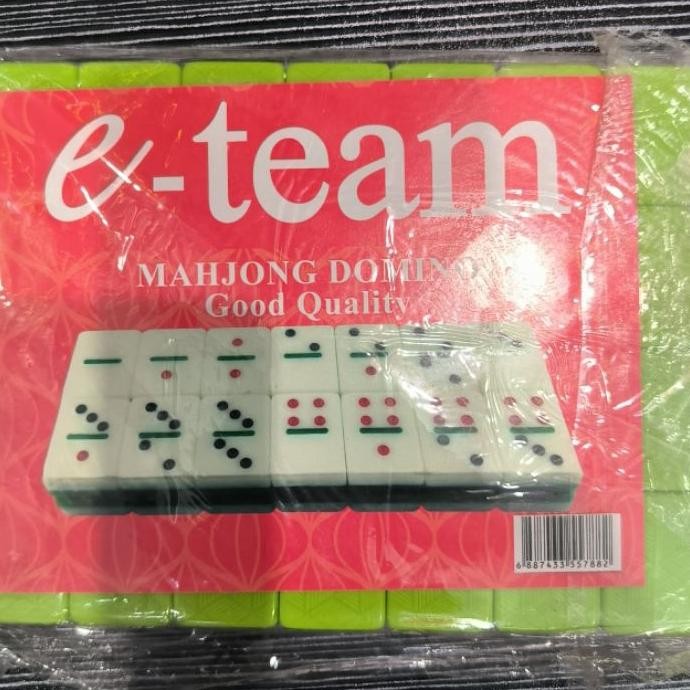 e-team
MAHJONG DOMINO
Good Quality
6 887433 557882